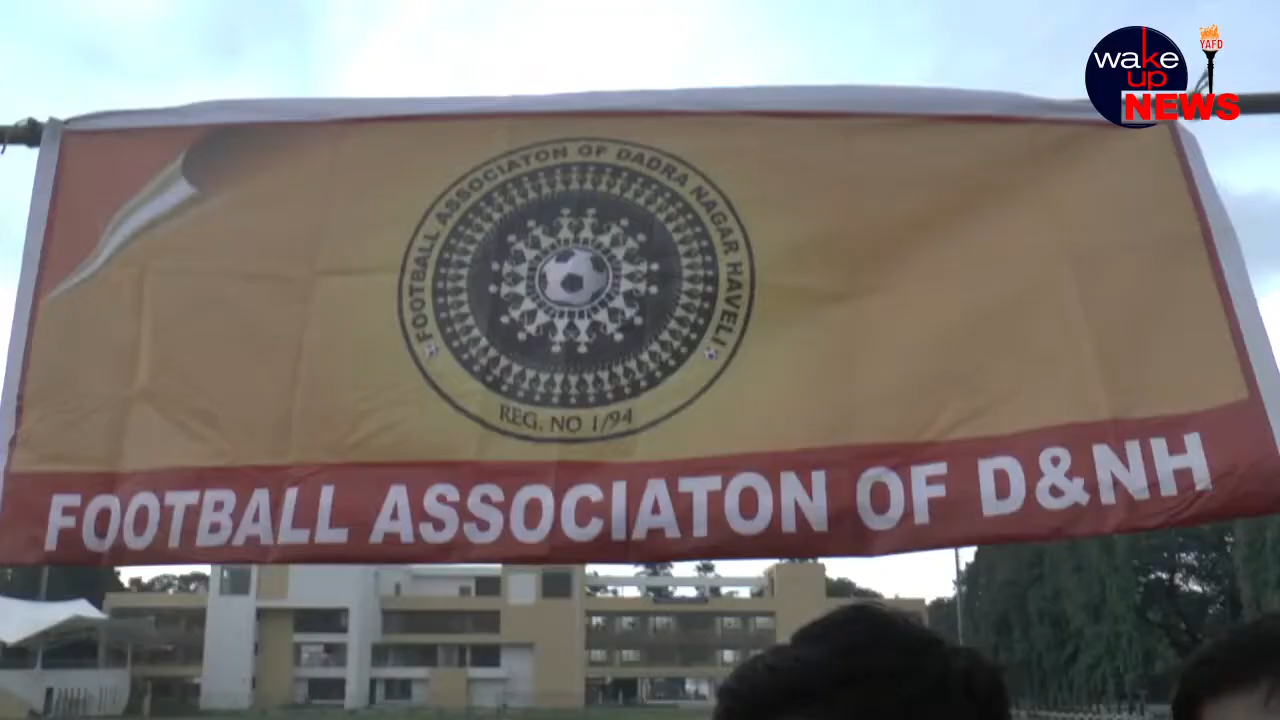 wake
up
NEWS
YAFD
FOOTBALL ASSOCIATON OF DADRA NAGAR HAVELI
REG. NO 1/94
FOOTBALL ASSOCIATON OF D&NH